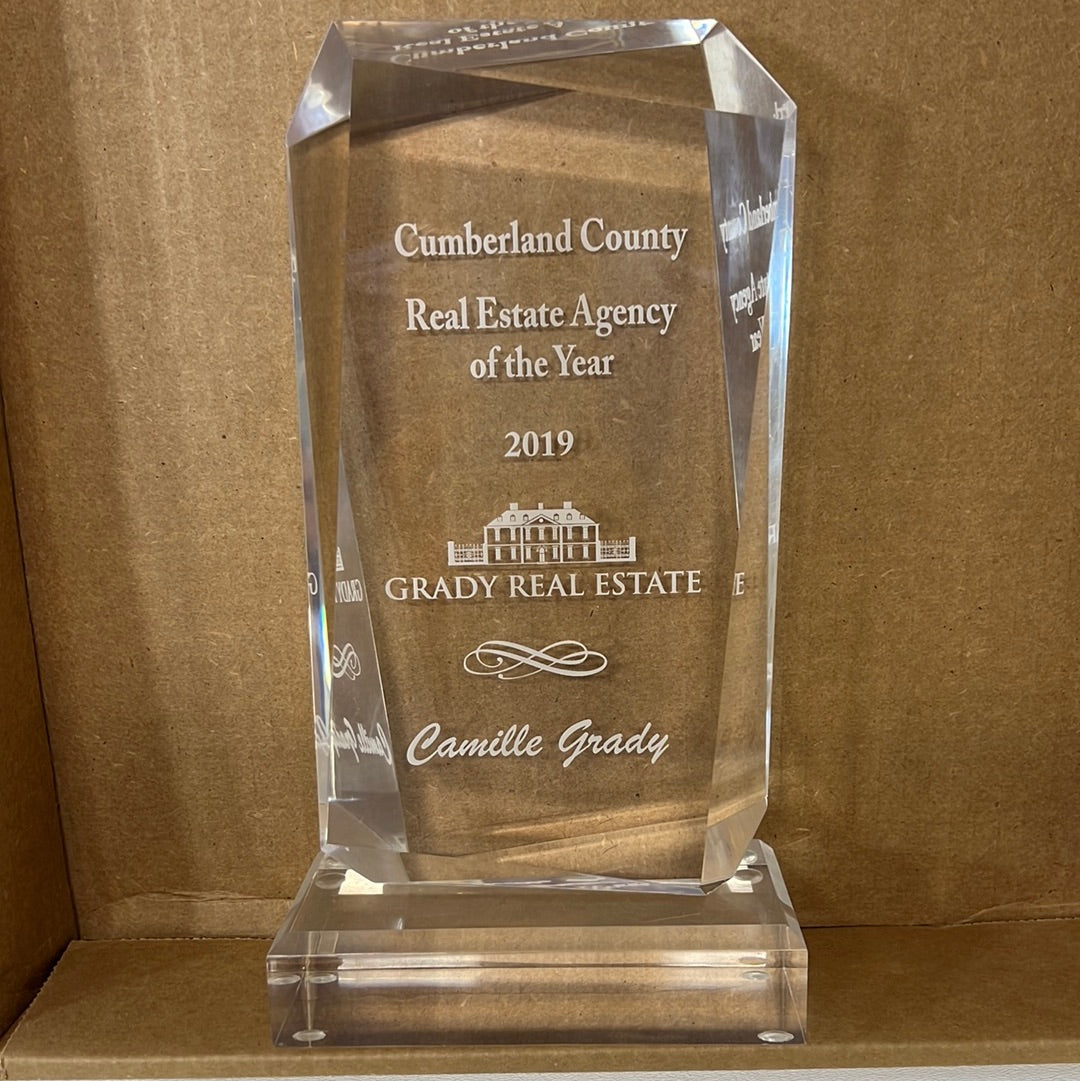 Cumberland County
Real Estate Agency
of the Year
2019
GRADY REAL ESTATE
Camille Grady